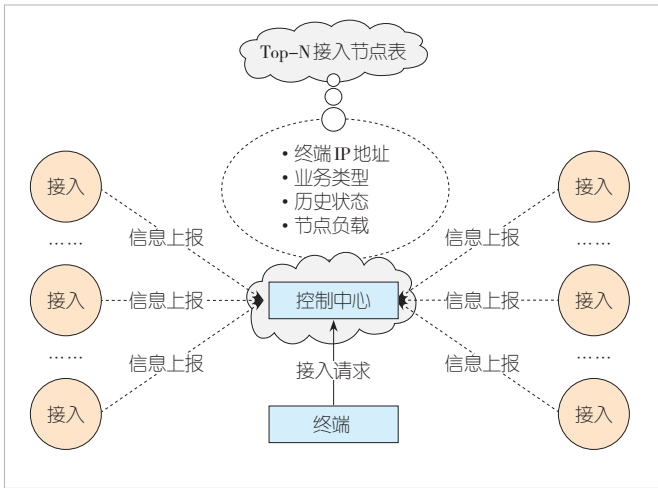 Top-N 接入节点表
• 终端 IP 地址
• 业务类型
• 历史状态
• 节点负载
接入
接入
……
……
信息上报
信息上报
接入
信息上报
控制中心
信息上报
接入
……
……
信息上报
信息上报
接入请求
接入
接入
终端